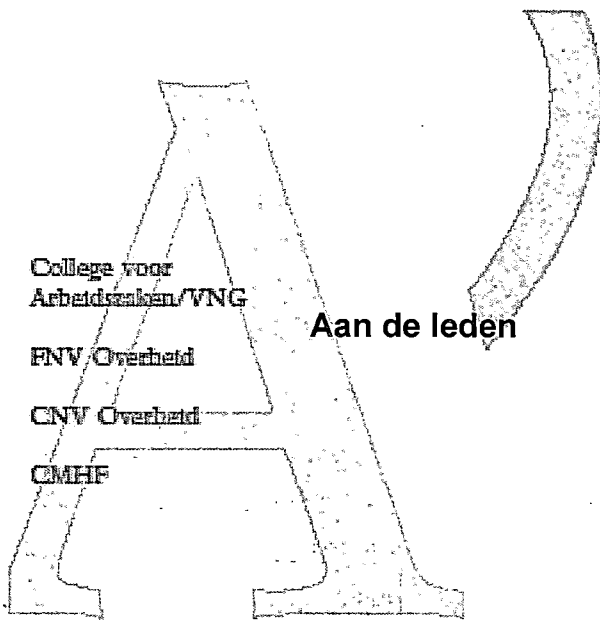 College voor
Arbeidszaken/VNG
Aan de leden
FNV Overheid
CNV Overheid
CMHF